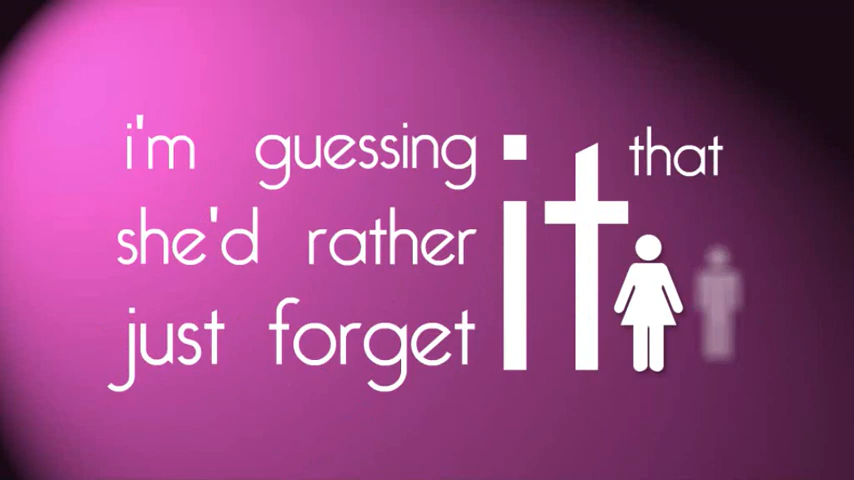 i'm guessing
she'd rather
just forget
it
that